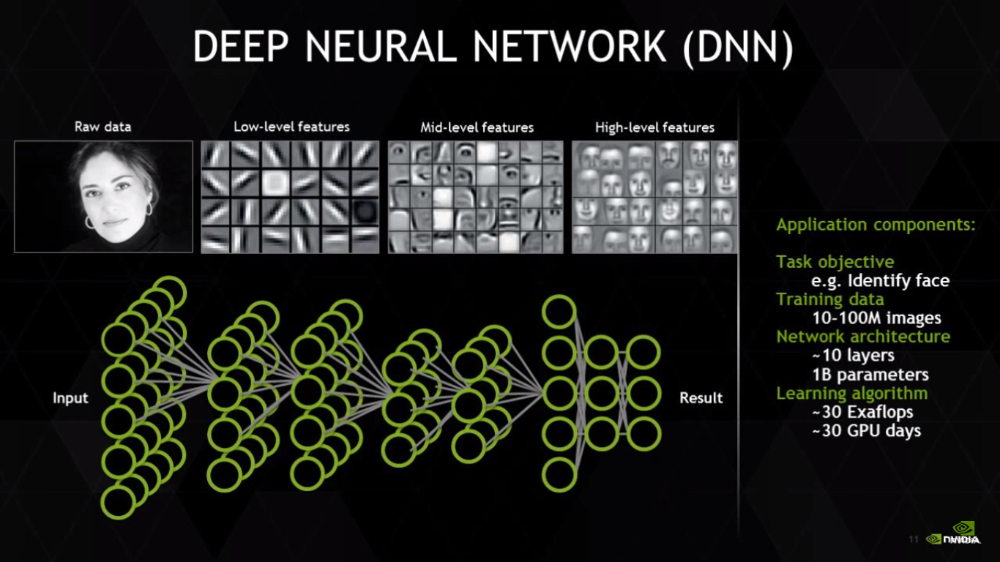 DEEP NEURAL NETWORK (DNN)
Raw data
Low-level features
Mid-level features
High-level features
Input
Result
Application components:
Task objective
e.g. Identify face
Training data
10-100M images
Network architecture
~10 layers
1B parameters
Learning algorithm
~30 Exaflops
~30 GPU days
11
NVIDIA